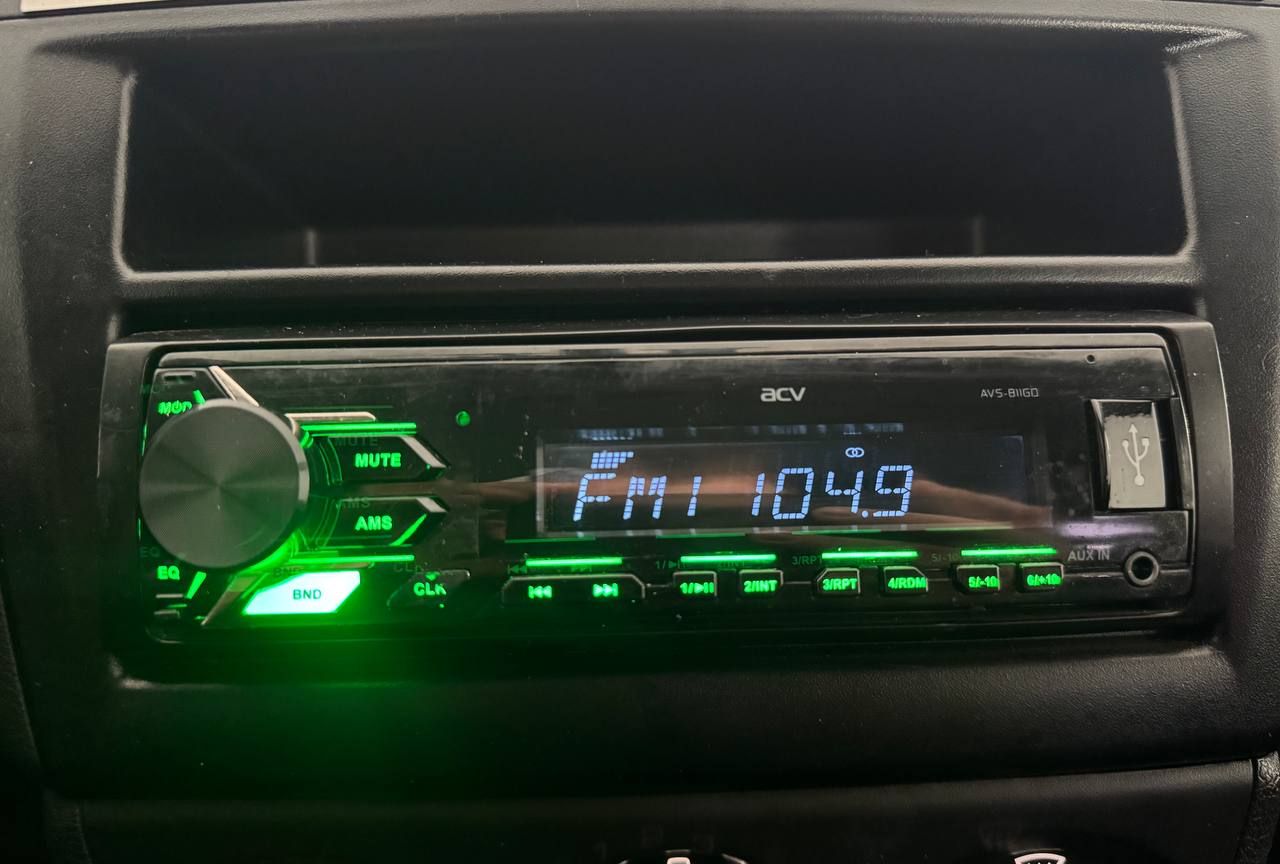 acv
AVS-811GD
MUTE
FM1 104.9
AMS
AUX IN
EQ
BND
CLK
1/▶II
2/INT
3/RPT
4/RDM
5/-10
6/+10